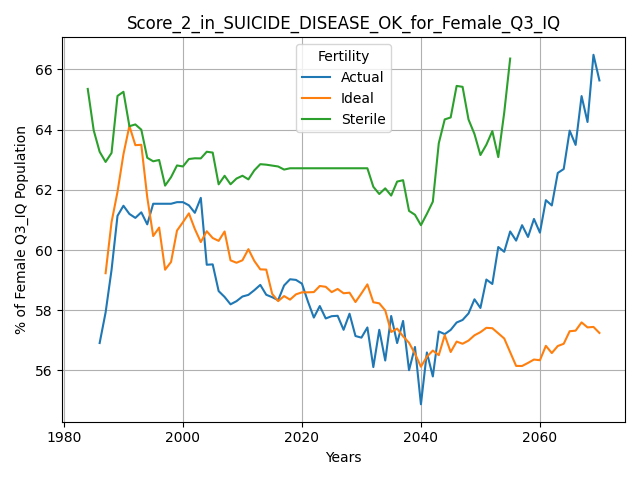 Score_2_in_SUICIDE_DISEASE_OK_for_Female_Q3_IQ
Fertility
Actual
Ideal
Sterile
% of Female Q3_IQ Population
66
64
62
60
58
56
1980
2000
2020
2040
2060
Years